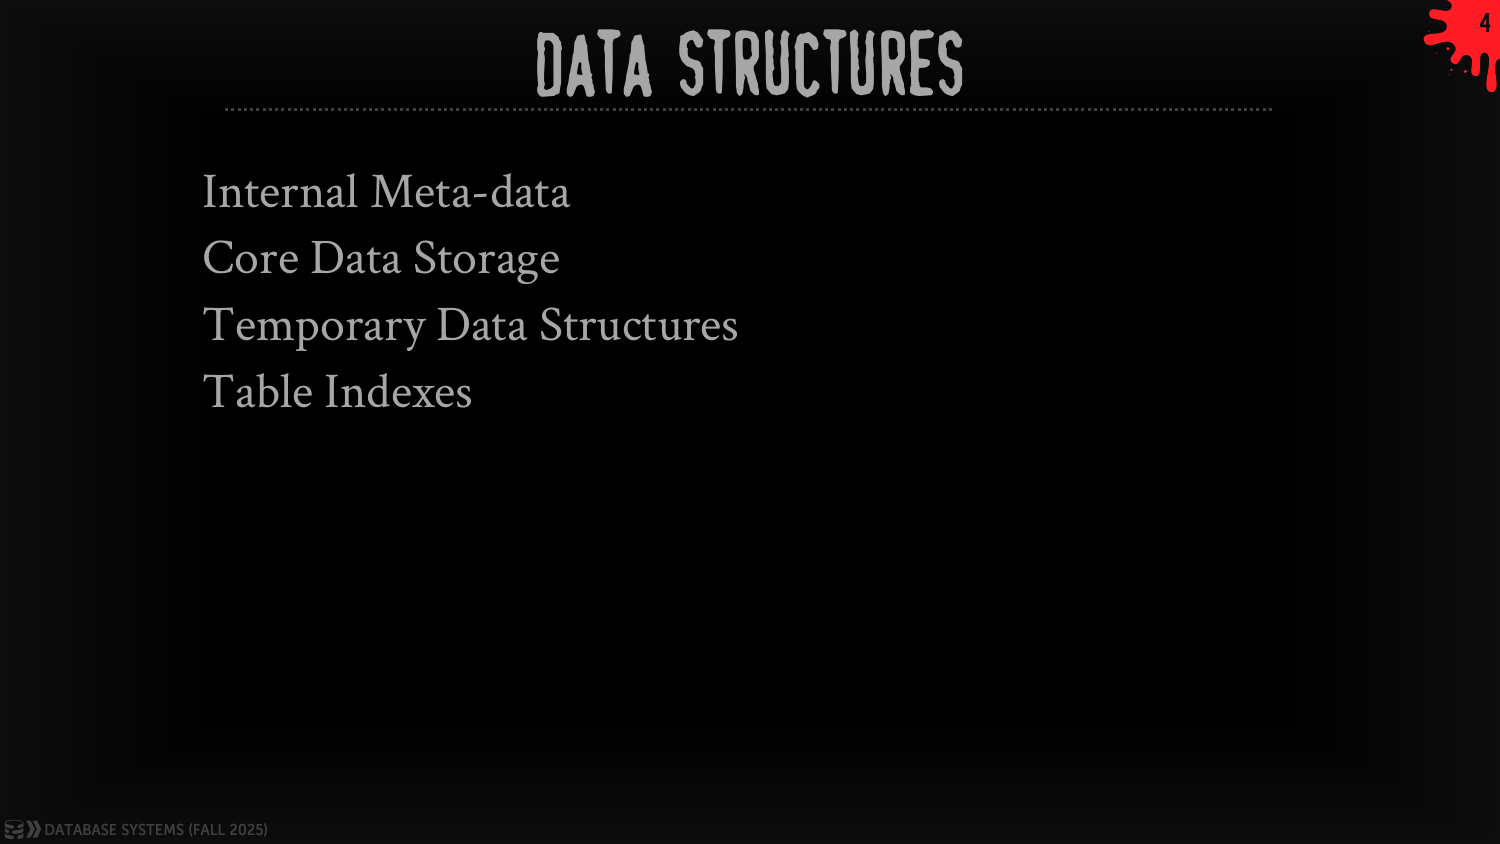 4
DATA STRUCTURES
Internal Meta-data
Core Data Storage
Temporary Data Structures
Table Indexes
DATABASE SYSTEMS (FALL 2025)